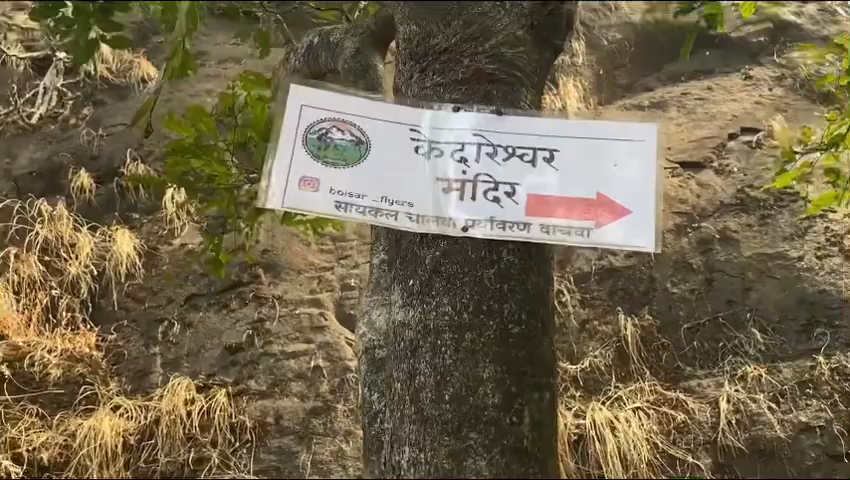 केदारेश्वर
मंदिर
boisar_flyers
सायकल चालवा पर्यावरण वाचवा